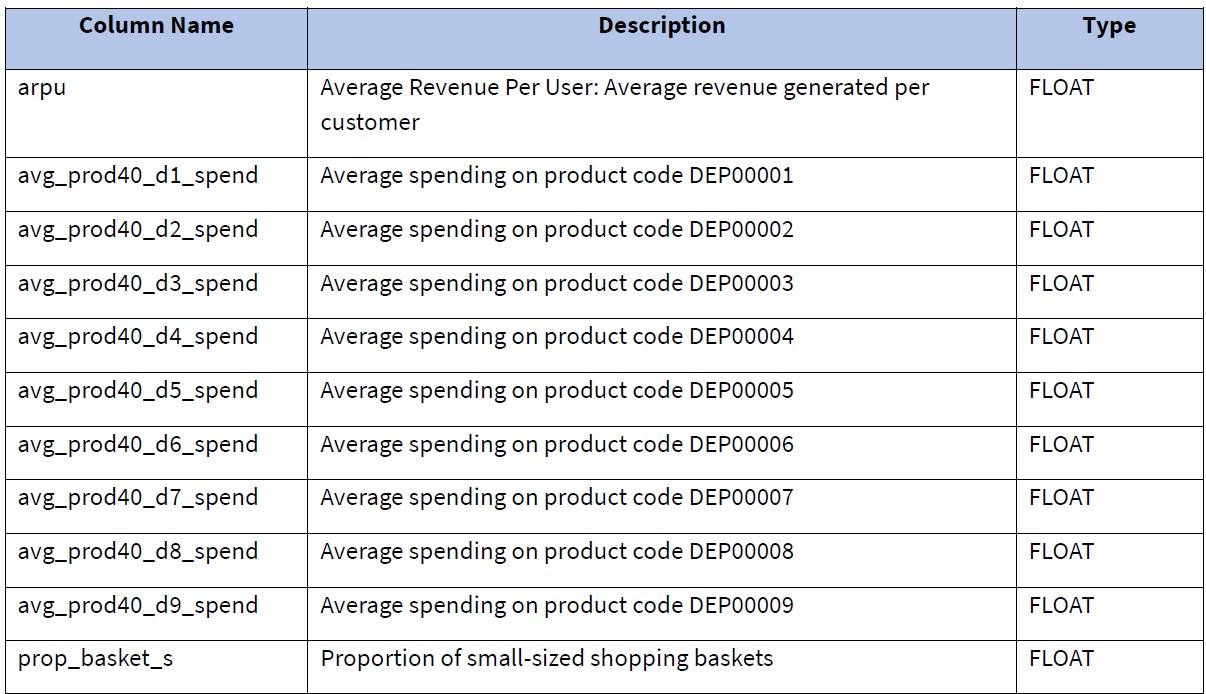 Column Name Description Type
arpu Average Revenue Per User: Average revenue generated per FLOAT
customer
avg_prod40_d1_spend Average spending on product code DEP00001 FLOAT
avg_prod40_d2_spend Average spending on product code DEP00002 FLOAT
avg_prod40_d3_spend Average spending on product code DEP00003 FLOAT
avg_prod40_d4_spend Average spending on product code DEP00004 FLOAT
avg_prod40_d5_spend Average spending on product code DEP00005 FLOAT
avg_prod40_d6_spend Average spending on product code DEP00006 FLOAT
avg_prod40_d7_spend Average spending on product code DEP00007 FLOAT
avg_prod40_d8_spend Average spending on product code DEP00008 FLOAT
avg_prod40_d9_spend Average spending on product code DEP00009 FLOAT
prop_basket_s Proportion of small-sized shopping baskets FLOAT